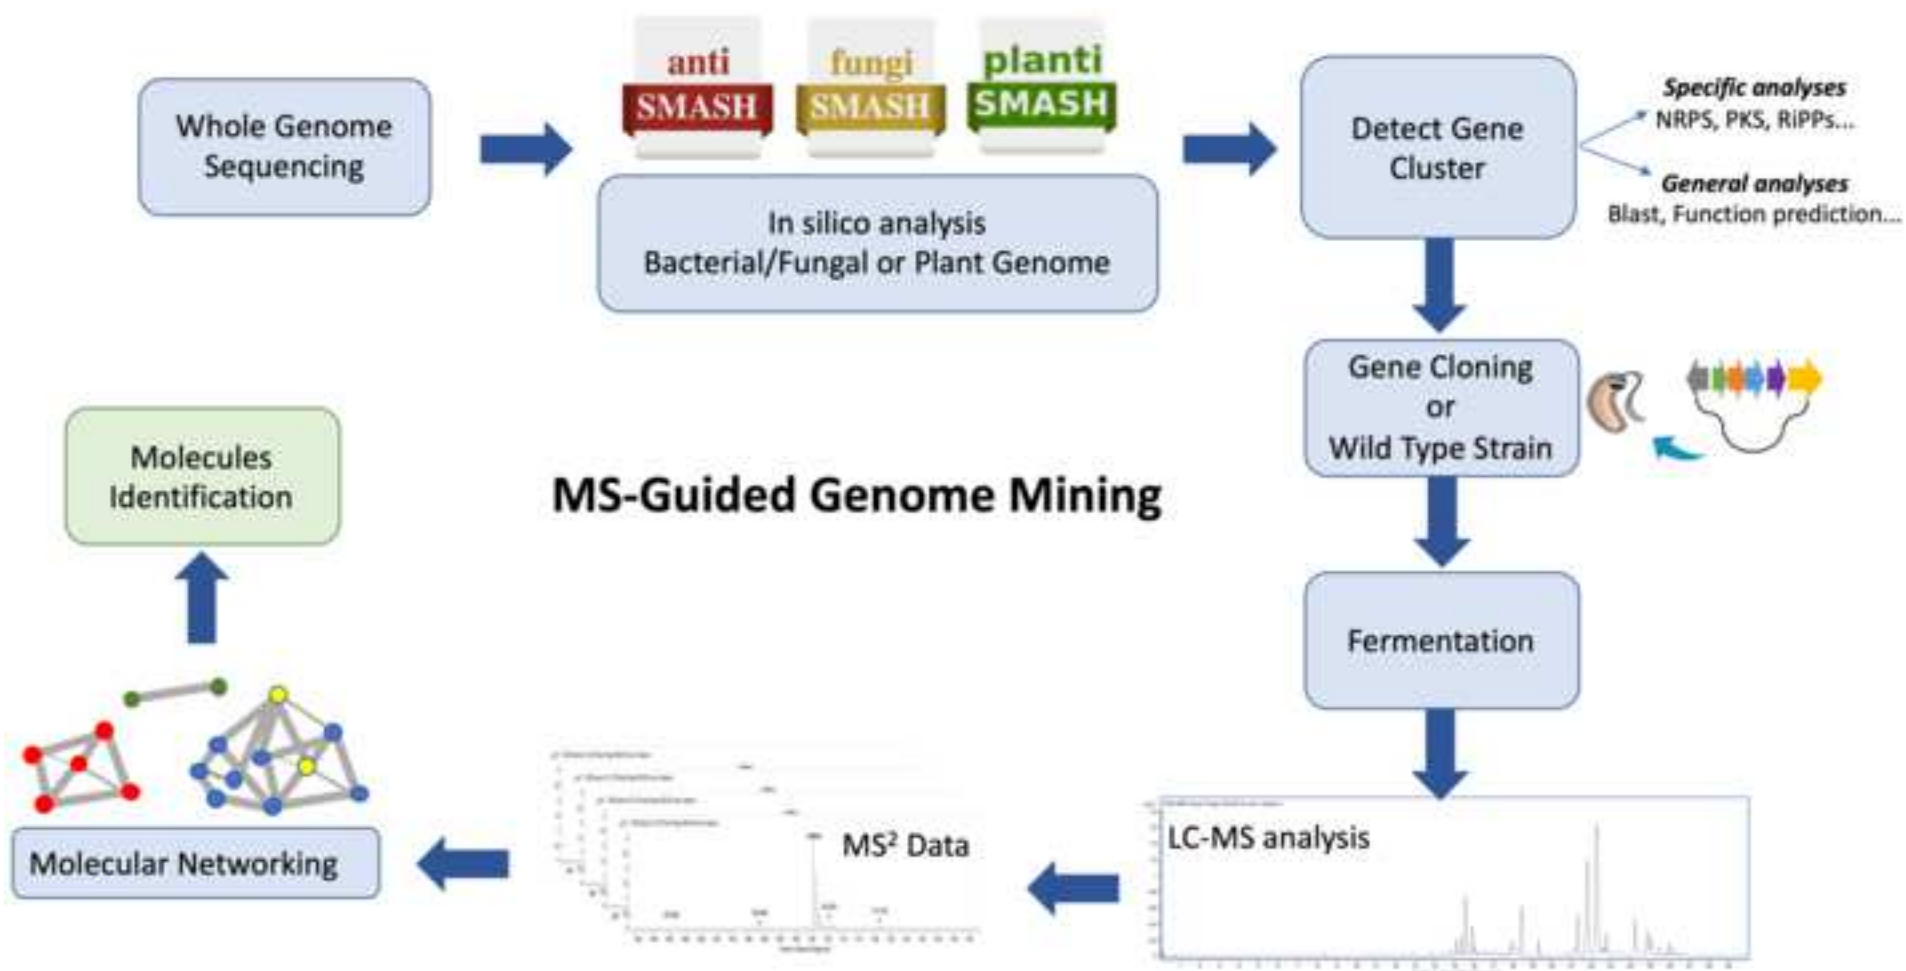 Whole Genome
Sequencing
anti
SMASH
fungi
SMASH
planti
SMASH
In silico analysis
Bacterial/Fungal or Plant Genome
Detect Gene
Cluster
Specific analyses
NRPS, PKS, RiPPs...
General analyses
Blast, Function prediction...
Gene Cloning
or
Wild Type Strain
MS-Guided Genome Mining
Fermentation
LC-MS analysis
MS² Data
Molecular Networking
Molecules
Identification